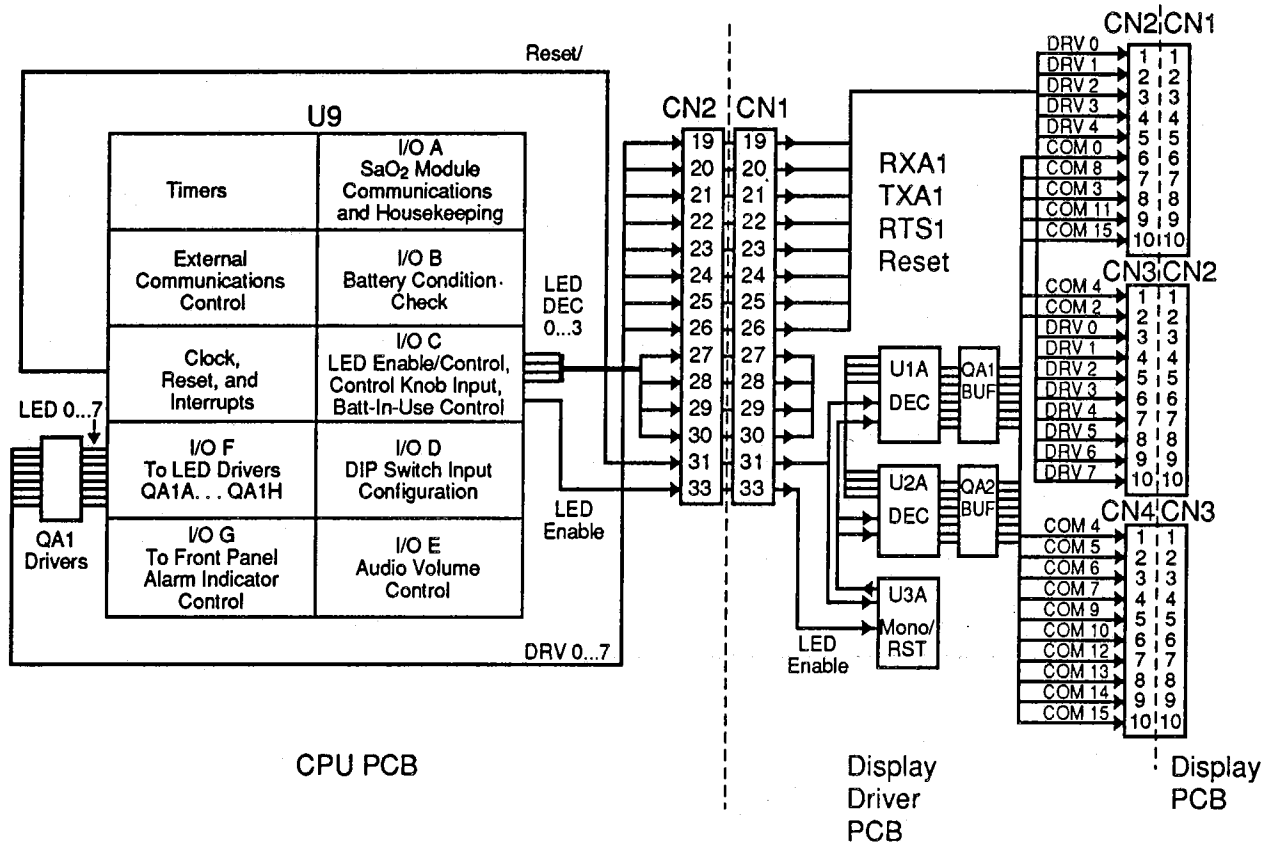 Reset/
U9
Timers
I/O A
SaO2 Module
Communications
and Housekeeping
External
Communications
Control
I/O B
Battery Condition
Check
Clock,
Reset, and
Interrupts
I/O C
LED Enable/Control,
Control Knob Input,
Batt-In-Use Control
I/O F
To LED Drivers
QA1A...QA1H
I/O D
DIP Switch Input
Configuration
I/O G
To Front Panel
Alarm Indicator
Control
I/O E
Audio Volume
Control
LED 0...7
QA1
Drivers
LED
DEC
0...3
LED
Enable
DRV 0...7
CPU PCB
CN2 CN1
19 19
20 20
21 21
22 22
23 23
24 24
25 25
26 26
27 27
28 28
29 29
30 30
31 31
33 33
RXA1
TXA1
RTS1
Reset
U1A
DEC
QA1
BUF
U2A
DEC
QA2
BUF
U3A
Mono/
RST
LED
Enable
Display
Driver
PCB
CN2 CN1
DRV 0 1 1
DRV 1 2 2
DRV 2 3 3
DRV 3 4 4
DRV 4 5 5
COM 0 6 6
COM 8 7 7
COM 3 8 8
COM 11 9 9
COM 15 10 10
CN3 CN2
COM 4 1 1
COM 2 2 2
DRV 0 3 3
DRV 1 4 4
DRV 2 5 5
DRV 3 6 6
DRV 4 7 7
DRV 5 8 8
DRV 6 9 9
DRV 7 10 10
CN4 CN3
COM 4 1 1
COM 5 2 2
COM 6 3 3
COM 7 4 4
COM 9 5 5
COM 10 6 6
COM 12 7 7
COM 13 8 8
COM 14 9 9
COM 15 10 10
Display
PCB